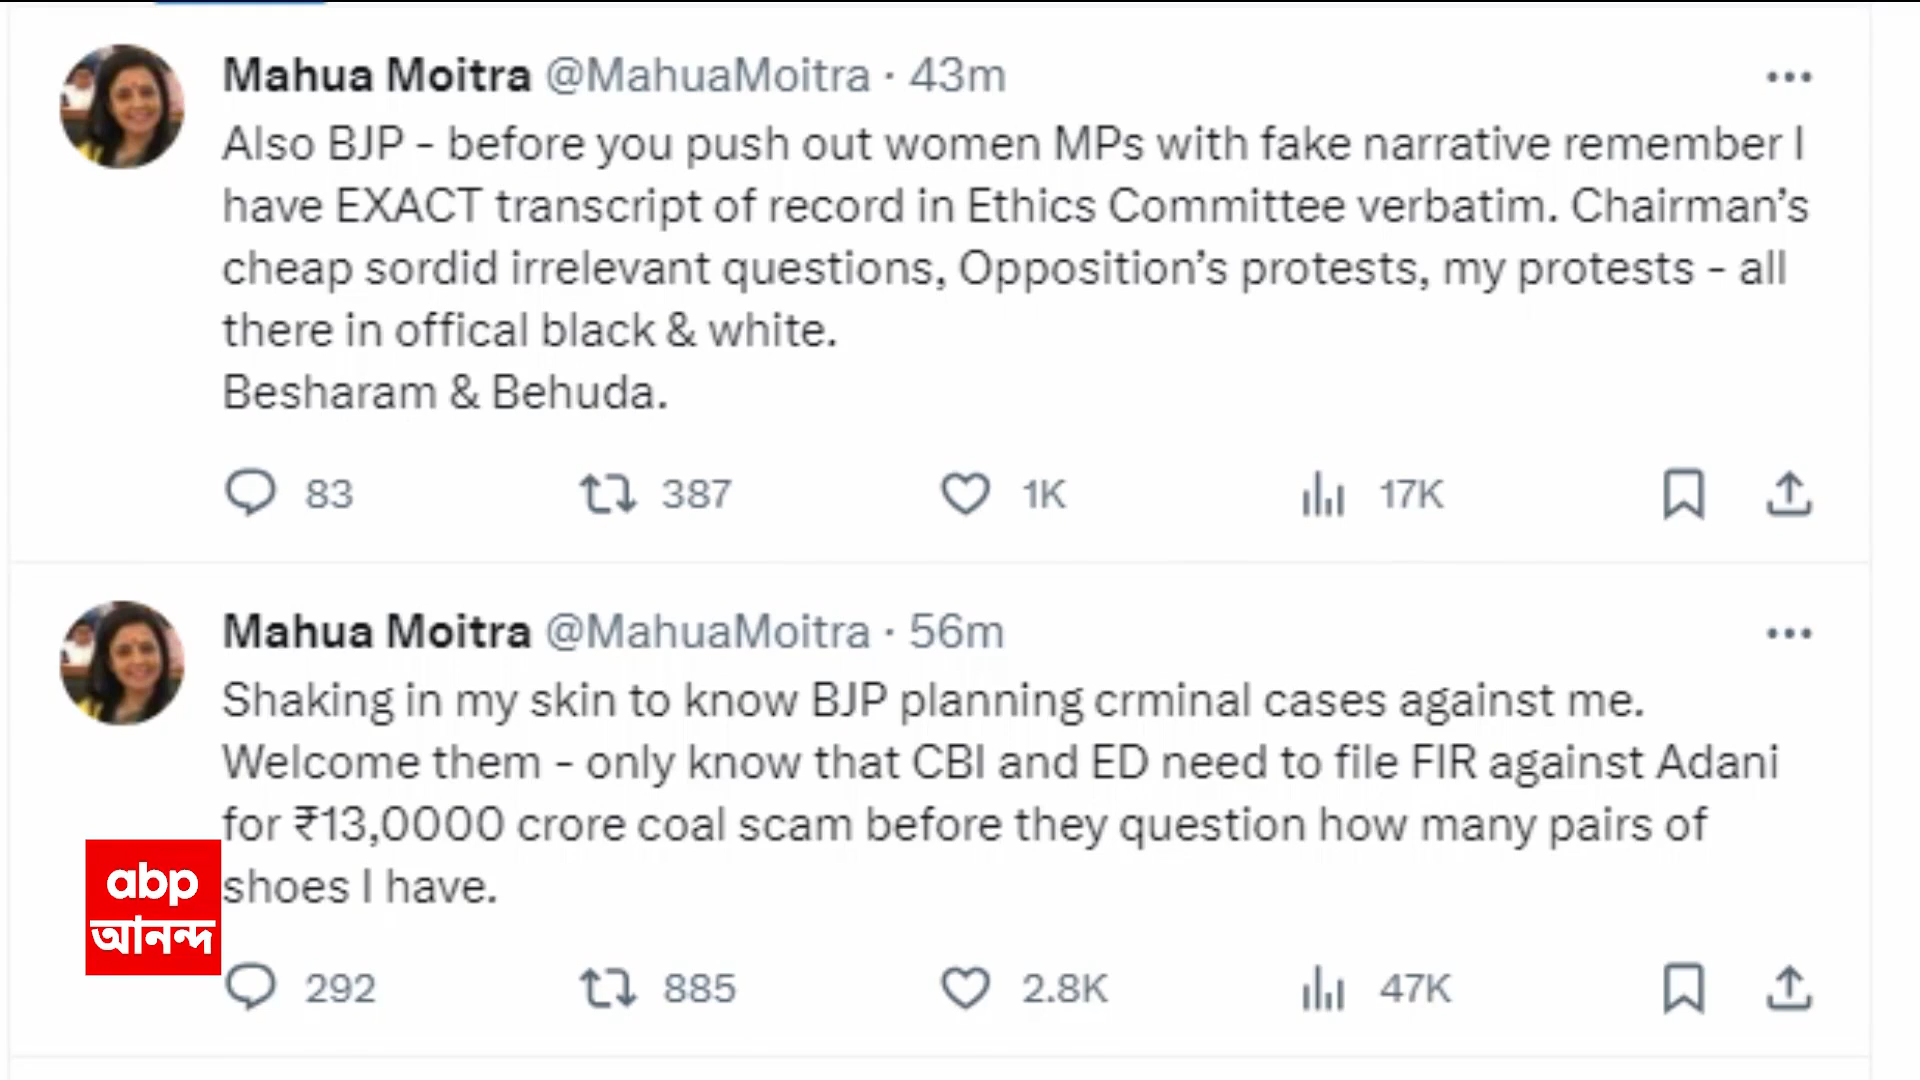 Mahua Moitra @MahuaMoitra · 43m
Also BJP - before you push out women MPs with fake narrative remember I
have EXACT transcript of record in Ethics Committee verbatim. Chairman’s
cheap sordid irrelevant questions, Opposition’s protests, my protests - all
there in offical black & white.
Besharam & Behuda.
83 387 1K 17K
Mahua Moitra @MahuaMoitra · 56m
Shaking in my skin to know BJP planning crminal cases against me.
Welcome them - only know that CBI and ED need to file FIR against Adani
for ₹13,0000 crore coal scam before they question how many pairs of
shoes I have.
abp
আনন্দ
292 885 2.8K 47K